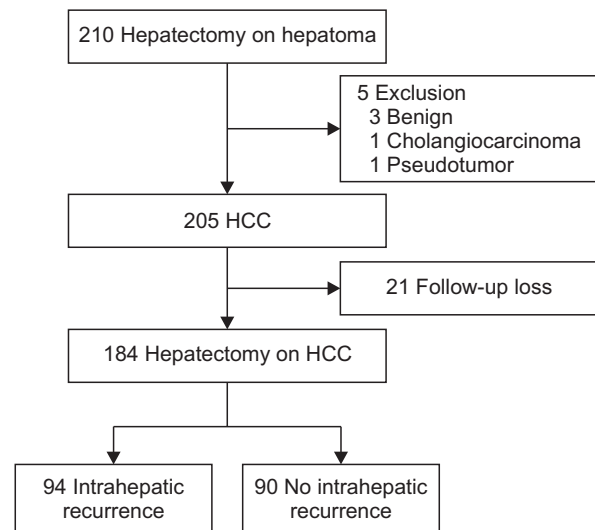 210 Hepatectomy on hepatoma
5 Exclusion
3 Benign
1 Cholangiocarcinoma
1 Pseudotumor
205 HCC
21 Follow-up loss
184 Hepatectomy on HCC
94 Intrahepatic
recurrence
90 No intrahepatic
recurrence